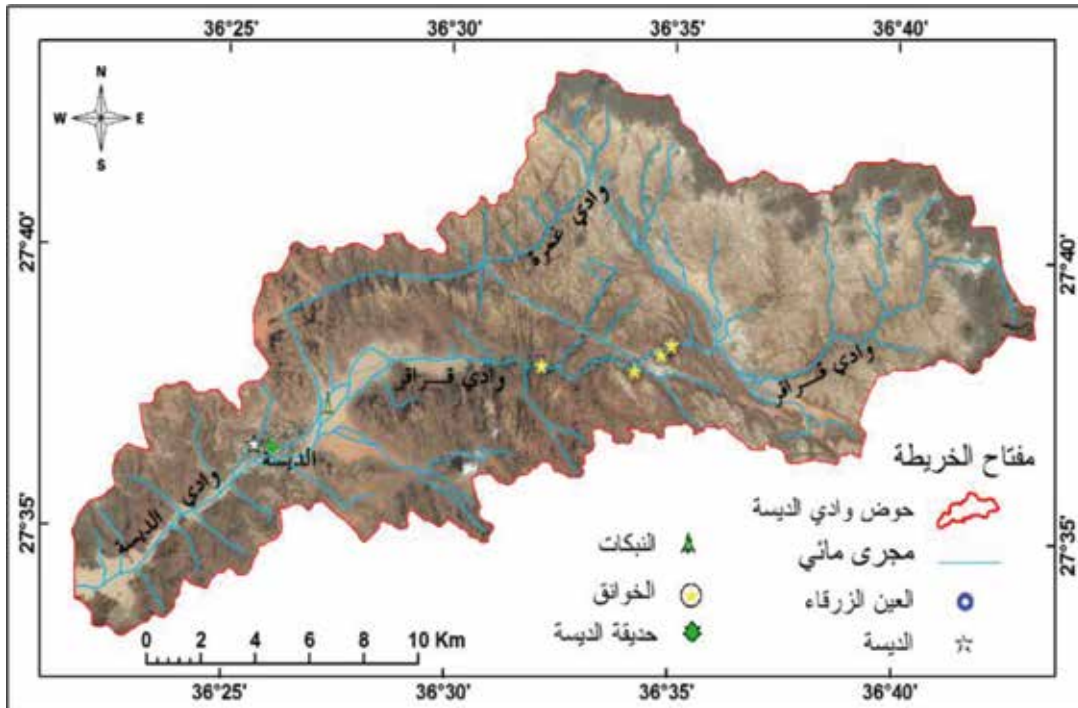 36°25' 36°30' 36°35' 36°40'
N
W E
S
27°40' 27°40'
وادي غمرة
وادي قراقر
وادي قراقر
الديسة
وادي الديسة
27°35' 27°35'
مفتاح الخريطة
حوض وادي الديسة
مجرى مائي
العين الزرقاء
الديسة
النبكات
الخوانق
حديقة الديسة
0 2 4 6 8 10 Km
36°25' 36°30' 36°35' 36°40'